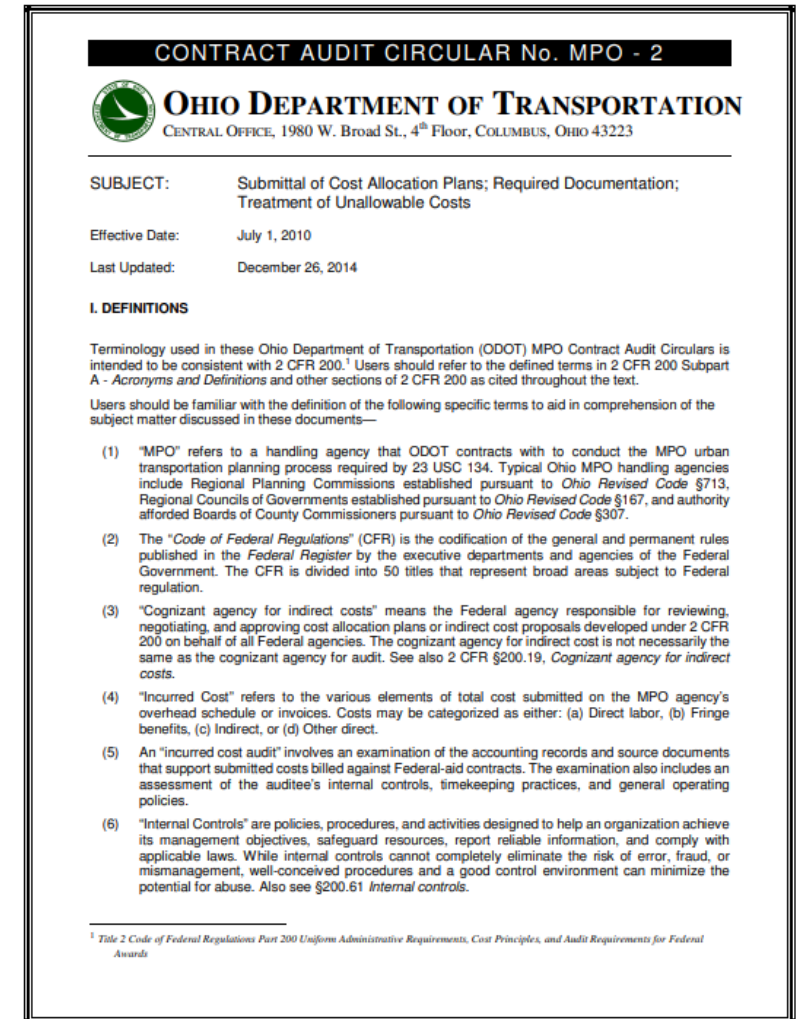 CONTRACT AUDIT CIRCULAR No. MPO - 2
OHIO DEPARTMENT OF TRANSPORTATION
CENTRAL OFFICE, 1980 W. Broad St., 4th Floor, COLUMBUS, OHIO 43223
SUBJECT: Submittal of Cost Allocation Plans; Required Documentation;
Treatment of Unallowable Costs
Effective Date: July 1, 2010
Last Updated: December 26, 2014
I. DEFINITIONS
Terminology used in these Ohio Department of Transportation (ODOT) MPO Contract Audit Circulars is
intended to be consistent with 2 CFR 200.1 Users should refer to the defined terms in 2 CFR 200 Subpart
A - Acronyms and Definitions and other sections of 2 CFR 200 as cited throughout the text.
Users should be familiar with the definition of the following specific terms to aid in comprehension of the
subject matter discussed in these documents—
(1) "MPO" refers to a handling agency that ODOT contracts with to conduct the MPO urban
transportation planning process required by 23 USC 134. Typical Ohio MPO handling agencies
include Regional Planning Commissions established pursuant to Ohio Revised Code §713,
Regional Councils of Governments established pursuant to Ohio Revised Code §167, and authority
afforded Boards of County Commissioners pursuant to Ohio Revised Code §307.
(2) The "Code of Federal Regulations" (CFR) is the codification of the general and permanent rules
published in the Federal Register by the executive departments and agencies of the Federal
Government. The CFR is divided into 50 titles that represent broad areas subject to Federal
regulation.
(3) "Cognizant agency for indirect costs" means the Federal agency responsible for reviewing,
negotiating, and approving cost allocation plans or indirect cost proposals developed under 2 CFR
200 on behalf of all Federal agencies. The cognizant agency for indirect cost is not necessarily the
same as the cognizant agency for audit. See also 2 CFR §200.19, Cognizant agency for indirect
costs.
(4) "Incurred Cost" refers to the various elements of total cost submitted on the MPO agency's
overhead schedule or invoices. Costs may be categorized as either: (a) Direct labor, (b) Fringe
benefits, (c) Indirect, or (d) Other direct.
(5) An "incurred cost audit" involves an examination of the accounting records and source documents
that support submitted costs billed against Federal-aid contracts. The examination also includes an
assessment of the auditee's internal controls, timekeeping practices, and general operating
policies.
(6) "Internal Controls" are policies, procedures, and activities designed to help an organization achieve
its management objectives, safeguard resources, report reliable information, and comply with
applicable laws. While internal controls cannot completely eliminate the risk of error, fraud, or
mismanagement, well-conceived procedures and a good control environment can minimize the
potential for abuse. Also see §200.61 Internal controls.
1 Title 2 Code of Federal Regulations Part 200 Uniform Administrative Requirements, Cost Principles, and Audit Requirements for Federal
Awards